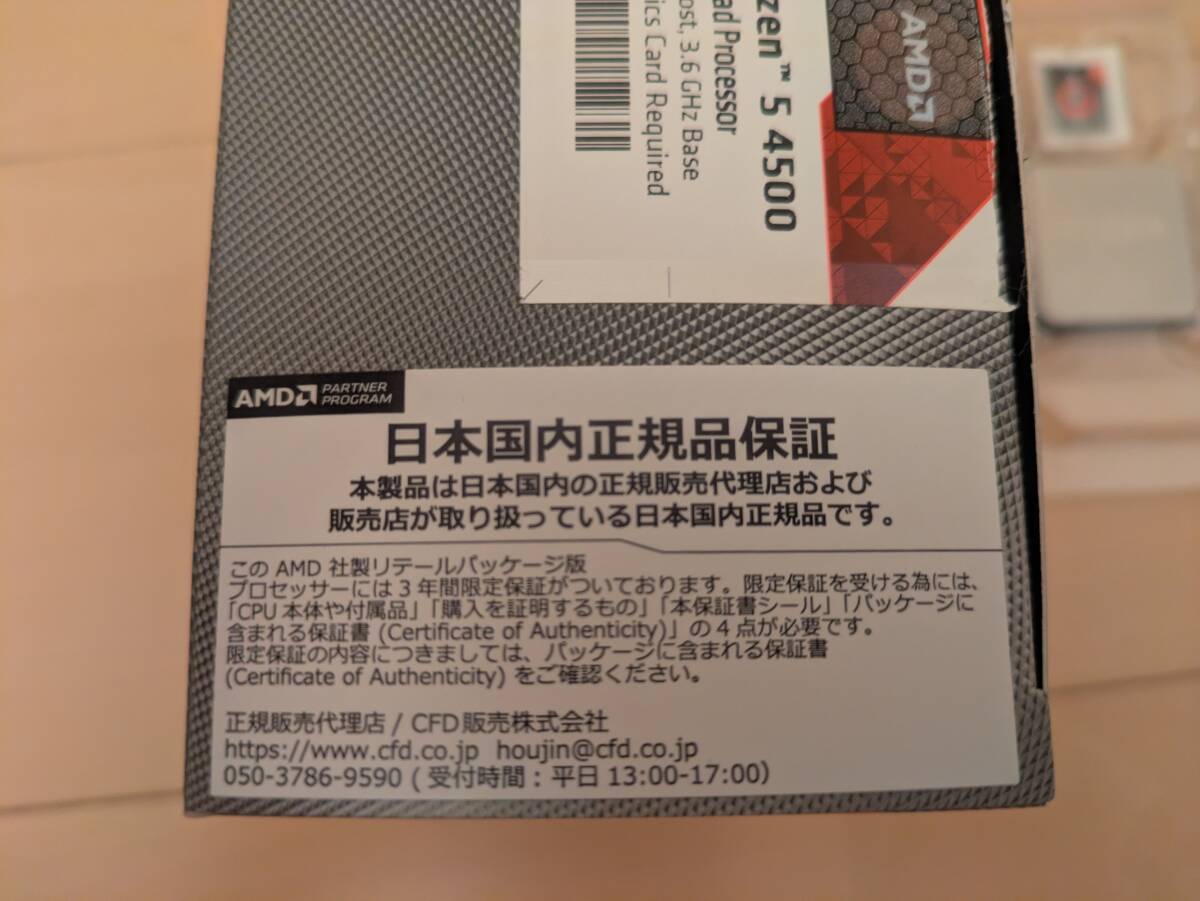 5 4500
Processor
3.6 GHz Base
Card Required
AMD
AMD PARTNER
PROGRAM
日本国内正規品保証
本製品は日本国内の正規販売代理店および
販売店が取り扱っている日本国内正規品です。
この AMD 社製リテールパッケージ版
プロセッサーには 3 年間限定保証がついております。限定保証を受ける為には、
「CPU 本体や付属品」「購入を証明するもの」「本保証書シール」「パッケージに
含まれる保証書 (Certificate of Authenticity)」の 4 点が必要です。
限定保証の内容につきましては、パッケージに含まれる保証書
(Certificate of Authenticity) をご確認ください。
正規販売代理店 / CFD 販売株式会社
https://www.cfd.co.jp houjin@cfd.co.jp
050-3786-9590 ( 受付時間 : 平日 13:00-17:00）